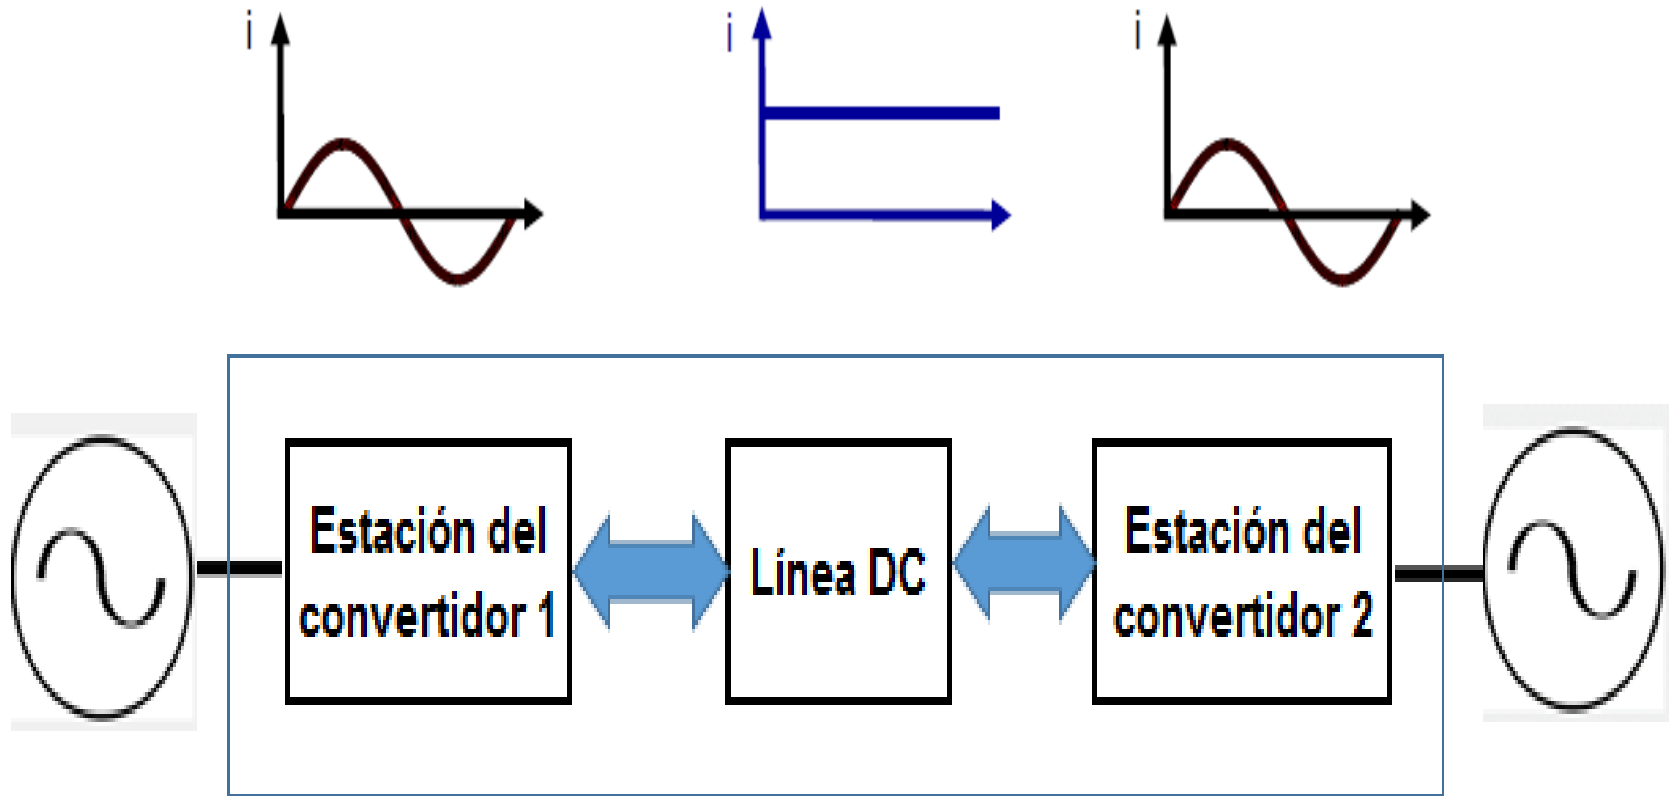 i
i
i
Estación del
convertidor 1
Línea DC
Estación del
convertidor 2